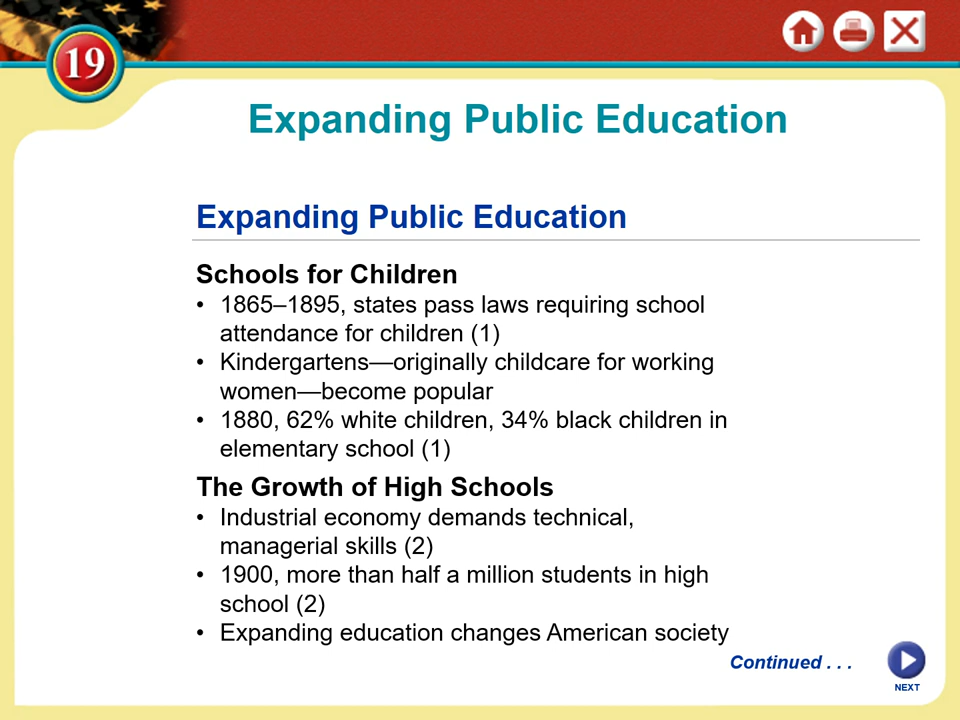 19
Expanding Public Education
Expanding Public Education
Schools for Children
• 1865–1895, states pass laws requiring school
attendance for children (1)
• Kindergartens—originally childcare for working
women—become popular
• 1880, 62% white children, 34% black children in
elementary school (1)
The Growth of High Schools
• Industrial economy demands technical,
managerial skills (2)
• 1900, more than half a million students in high
school (2)
• Expanding education changes American society
Continued . . .
NEXT